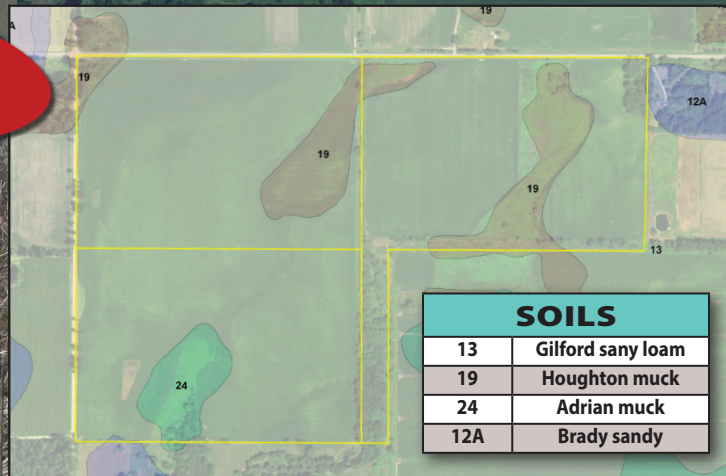 A
19
19
12A
19
19
13
24
SOILS
13 Gilford sany loam
19 Houghton muck
24 Adrian muck
12A Brady sandy